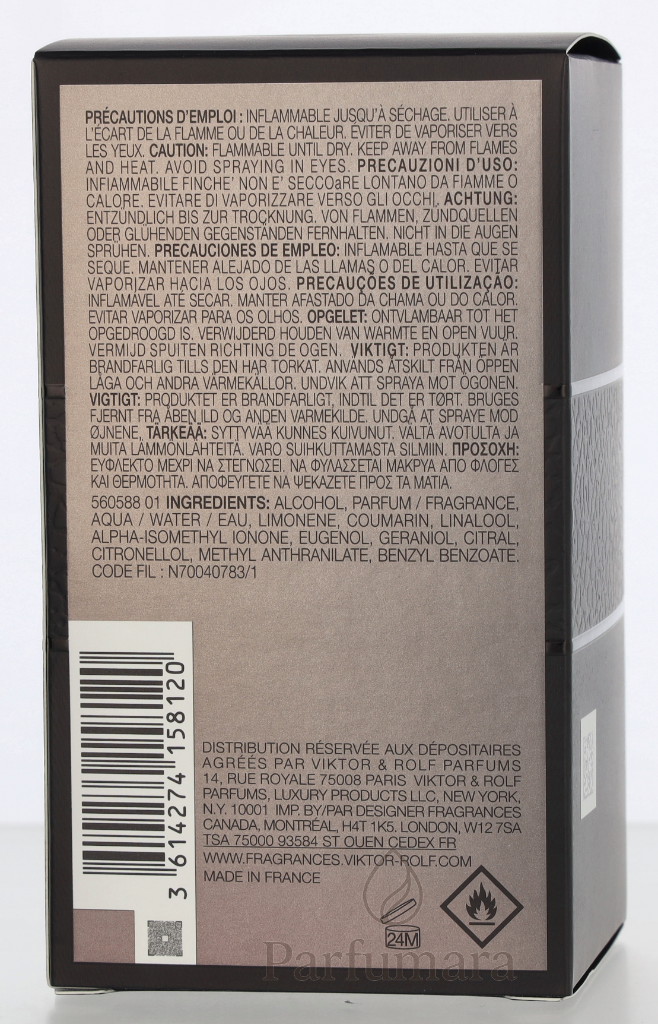 PRÉCAUTIONS D'EMPLOI : INFLAMMABLE JUSQU'À SÉCHAGE. UTILISER À
L'ÉCART DE LA FLAMME OU DE LA CHALEUR. EVITER DE VAPORISER VERS
LES YEUX. CAUTION: FLAMMABLE UNTIL DRY. KEEP AWAY FROM FLAMES
AND HEAT. AVOID SPRAYING IN EYES. PRECAUZIONI D'USO:
INFIAMMABILE FINCHE' NON E' SECCOaRE LONTANO DA FIAMME O
CALORE. EVITARE DI VAPORIZZARE VERSO GLI OCCHI. ACHTUNG:
ENTZÜNDLICH BIS ZUR TROCKNUNG. VON FLAMMEN, ZÜNDQUELLEN
ODER GLÜHENDEN GEGENSTÄNDEN FERNHALTEN. NICHT IN DIE AUGEN
SPRÜHEN. PRECAUCIONES DE EMPLEO: INFLAMABLE HASTA QUE SE
SEQUE. MANTENER ALEJADO DE LAS LLAMAS O DEL CALOR. EVITAR
VAPORIZAR HACIA LOS OJOS. PRECAUÇÕES DE UTILIZAÇÃO:
INFLAMÁVEL ATÉ SECAR. MANTER AFASTADO DA CHAMA OU DO CALOR.
EVITAR VAPORIZAR PARA OS OLHOS. OPGELET: ONTVLAMBAAR TOT HET
OPGEDROOGD IS. VERWIJDERD HOUDEN VAN WARMTE EN OPEN VUUR.
VERMIJD SPUITEN RICHTING DE OGEN. VIKTIGT: PRODUKTEN ÄR
BRANDFARLIG TILLS DEN HAR TORKAT. ANVÄNDS ÅTSKILT FRÅN ÖPPEN
LÅGA OCH ANDRA VÄRMEKÄLLOR. UNDVIK ATT SPRAYA MOT ÖGONEN.
VIGTIGT: PRODUKTET ER BRANDFARLIGT, INDTIL DET ER TØRT. BRUGES
FJERNT FRA ÅBEN ILD OG ANDEN VARMEKILDE. UNDGÅ AT SPRAYE MOD
ØJNENE, TÄRKEÄÄ: SYTTYVÄÄ KUNNES KUIVUNUT. VÄLTÄ AVOTULTA JA
MUITA LÄMMÖNLÄHTEITÄ. VARO SUIHKUTTAMASTA SILMIIN. ΠΡΟΣΟΧΗ:
ΕΥΦΛΕΚΤΟ ΜΕΧΡΙ ΝΑ ΣΤΕΓΝΩΣΕΙ. ΝΑ ΦΥΛΑΣΣΕΤΑΙ ΜΑΚΡΥΑ ΑΠΟ ΦΛΟΓΕΣ
ΚΑΙ ΘΕΡΜΟΤΗΤΑ. ΑΠΟΦΕΥΓΕΤΕ ΝΑ ΨΕΚΑΖΕΤΕ ΠΡΟΣ ΤΑ ΜΑΤΙΑ.
560588 01 INGREDIENTS: ALCOHOL, PARFUM / FRAGRANCE,
AQUA / WATER / EAU, LIMONENE, COUMARIN, LINALOOL,
ALPHA-ISOMETHYL IONONE, EUGENOL, GERANIOL, CITRAL,
CITRONELLOL, METHYL ANTHRANILATE, BENZYL BENZOATE.
CODE FIL : N70040783/1
3 614274 158120
DISTRIBUTION RÉSERVÉE AUX DÉPOSITAIRES
AGRÉÉS PAR VIKTOR & ROLF PARFUMS
14, RUE ROYALE 75008 PARIS VIKTOR & ROLF
PARFUMS, LUXURY PRODUCTS LLC, NEW YORK,
N.Y. 10001 IMP. BY/PAR DESIGNER FRAGRANCES
CANADA, MONTRÉAL, H4T 1K5. LONDON, W12 7SA
TSA 75000 93584 ST OUEN CEDEX FR
WWW.FRAGRANCES.VIKTOR-ROLF.COM
MADE IN FRANCE
24M
Parfumara